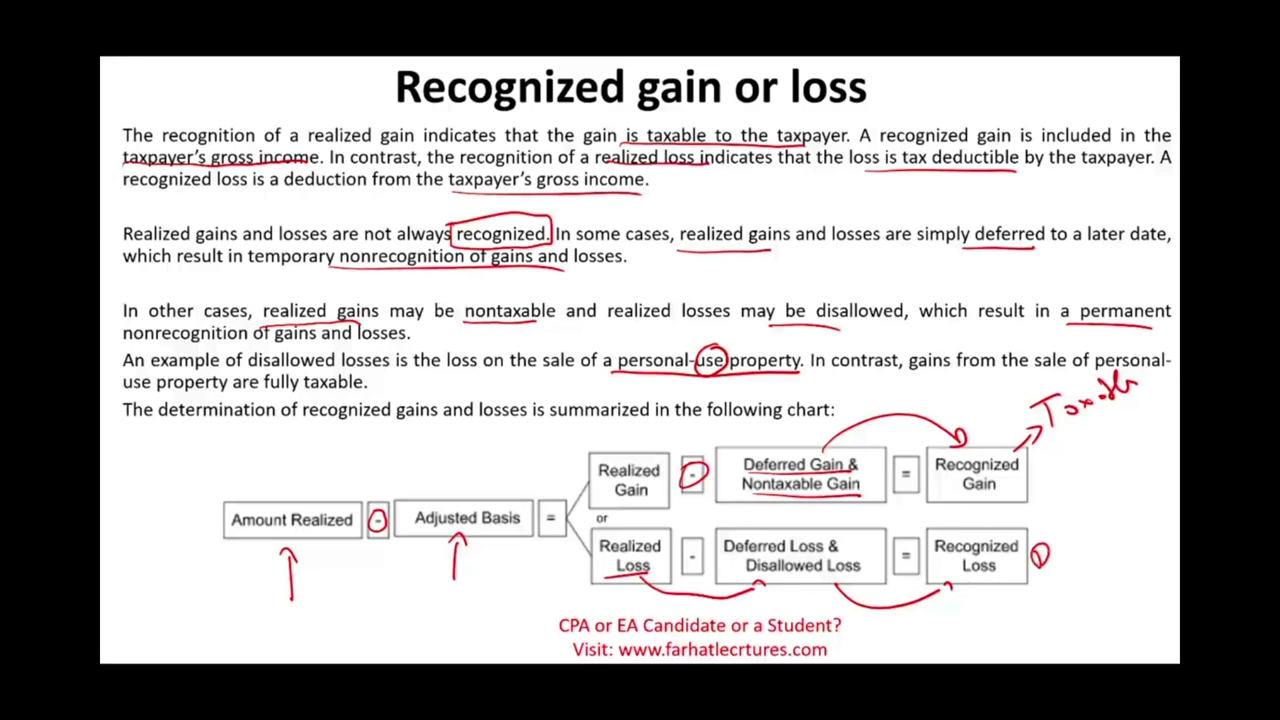 Recognized gain or loss
The recognition of a realized gain indicates that the gain is taxable to the taxpayer. A recognized gain is included in the
taxpayer's gross income. In contrast, the recognition of a realized loss indicates that the loss is tax deductible by the taxpayer. A
recognized loss is a deduction from the taxpayer's gross income.
Realized gains and losses are not always recognized. In some cases, realized gains and losses are simply deferred to a later date,
which result in temporary nonrecognition of gains and losses.
In other cases, realized gains may be nontaxable and realized losses may be disallowed, which result in a permanent
nonrecognition of gains and losses.
An example of disallowed losses is the loss on the sale of a personal-use property. In contrast, gains from the sale of personal-
use property are fully taxable.
The determination of recognized gains and losses is summarized in the following chart:
Taxable
Amount Realized
-
Adjusted Basis
=
Realized
Gain
-
Deferred Gain &
Nontaxable Gain
=
Recognized
Gain
or
Realized
Loss
-
Deferred Loss &
Disallowed Loss
=
Recognized
Loss
CPA or EA Candidate or a Student?
Visit: www.farhatlecrtures.com